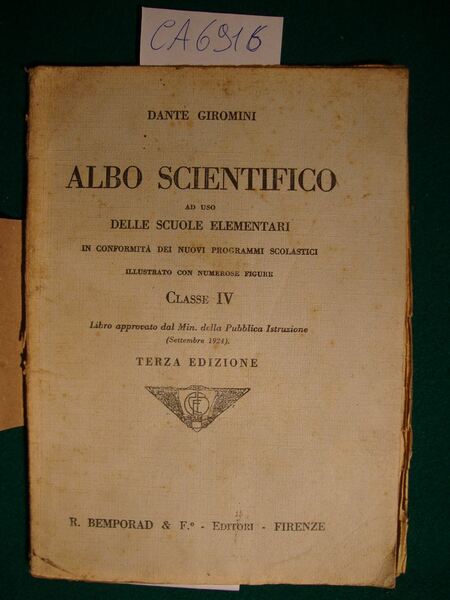 CA6916
DANTE GIROMINI
ALBO SCIENTIFICO
AD USO
DELLE SCUOLE ELEMENTARI
IN CONFORMITÀ DEI NUOVI PROGRAMMI SCOLASTICI
ILLUSTRATO CON NUMEROSE FIGURE
CLASSE IV
Libro approvato dal Min. della Pubblica Istruzione
(Settembre 1924).
TERZA EDIZIONE
R. BEMPORAD & F.º - EDITORI - FIRENZE